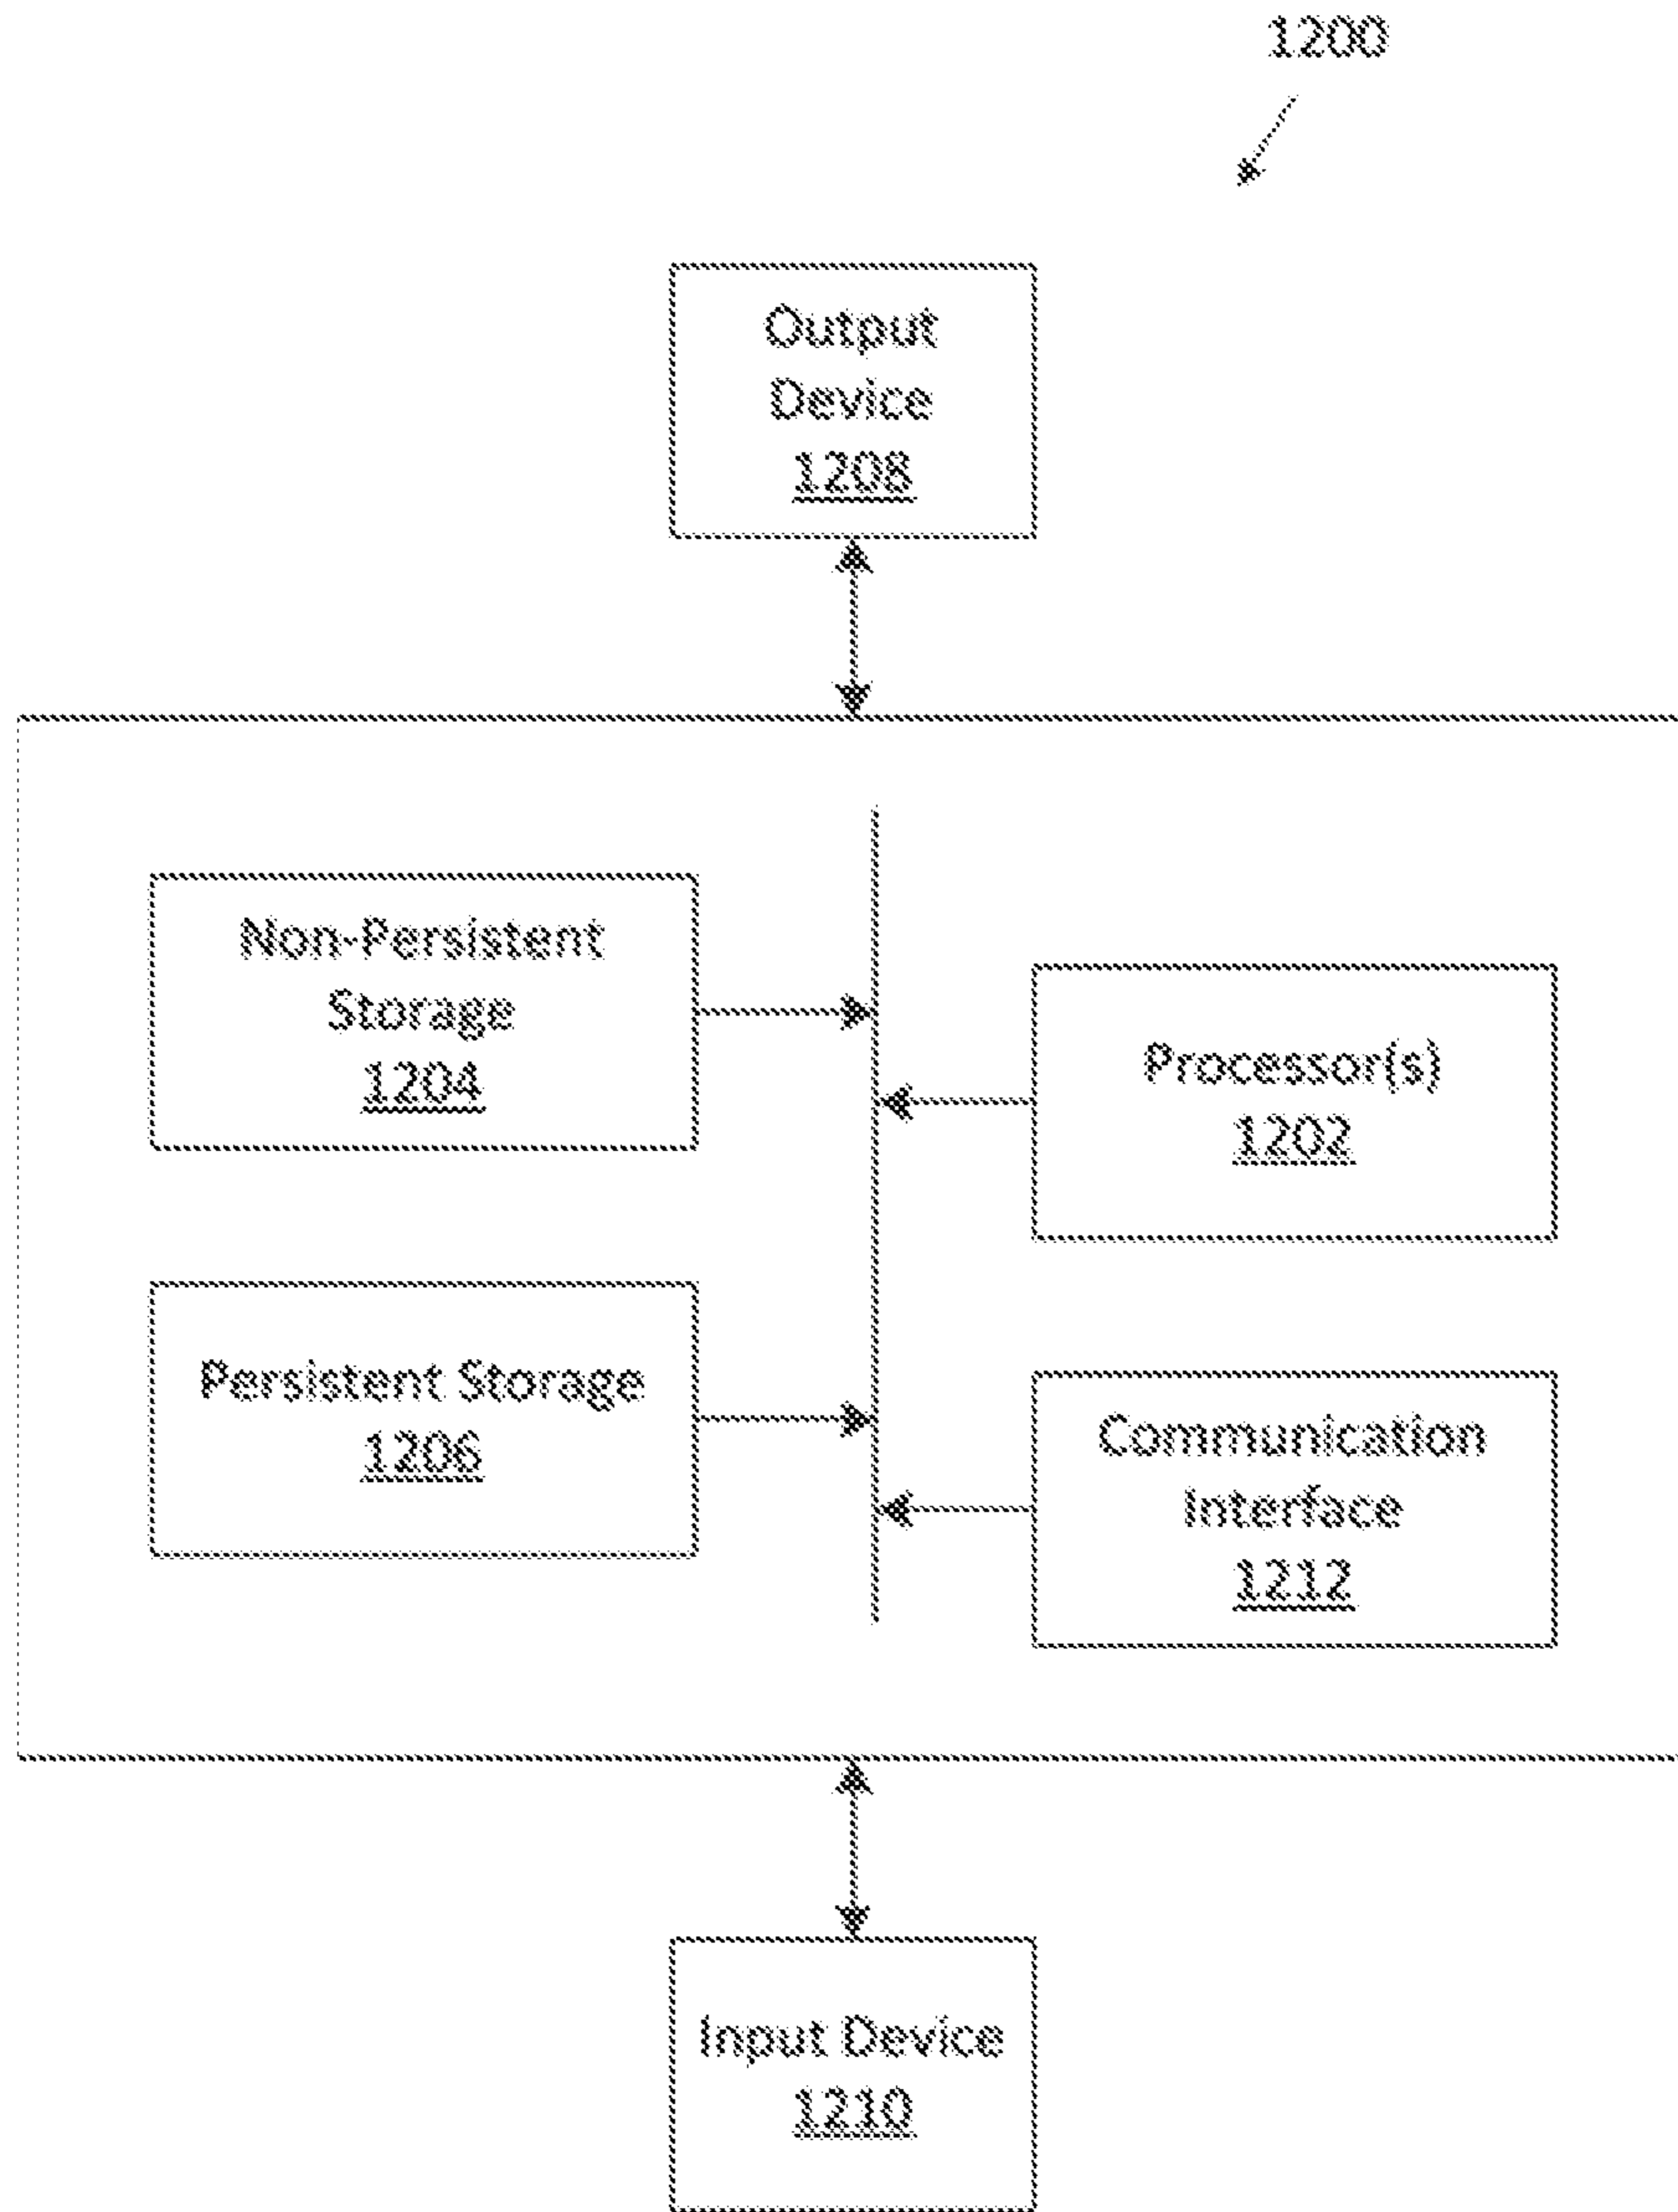 1200
Output
Device
1208
Non-Persistent
Storage
1204
Processor(s)
1202
Persistent Storage
1206
Communication
Interface
1212
Input Device
1210